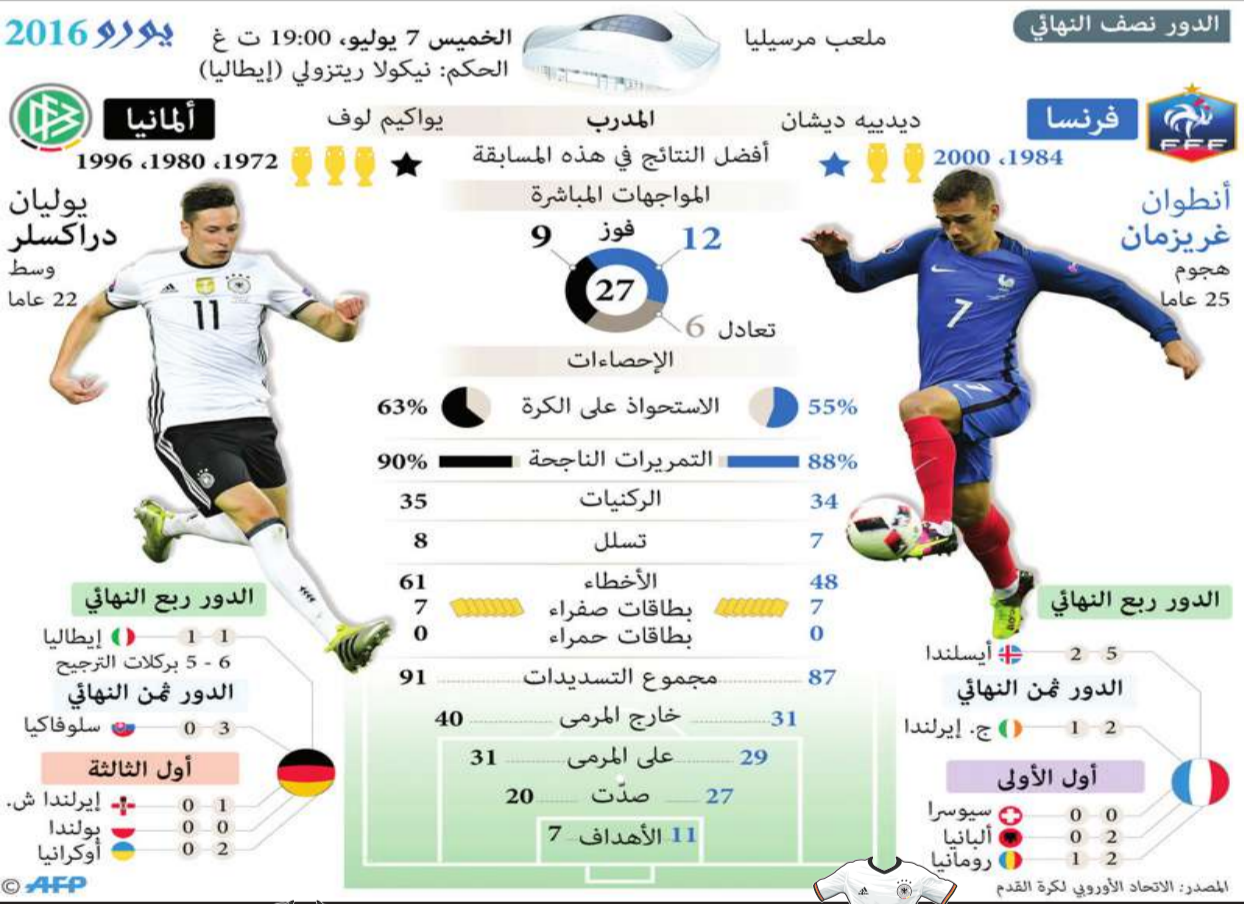 الدور نصف النهائي
ملعب مرسيليا
الخميس 7 يوليو، 19:00 ت غ
الحكم: نيكولا ريتزولي (إيطاليا)
يورو 2016
FFF
فرنسا
ديدييه ديشان
المدرب
يواكيم لوف
ألمانيا
1984، 2000
أفضل النتائج في هذه المسابقة
1972، 1980، 1996
المواجهات المباشرة
12
فوز
9
27
تعادل 6
أنطوان
غريزمان
هجوم
25 عاما
7
يوليان
دراكسلر
وسط
22 عاما
11
الإحصاءات
55% الاستحواذ على الكرة 63%
88% التمريرات الناجحة 90%
34 الركنيات 35
7 تسلل 8
48 الأخطاء 61
7 بطاقات صفراء 7
0 بطاقات حمراء 0
87 مجموع التسديدات 91
31 خارج المرمى 40
29 على المرمى 31
27 صدّت 20
11 الأهداف 7
الدور ربع النهائي
5 2 أيسلندا
الدور ثمن النهائي
2 1 ج. إيرلندا
أول الأولى
0 0 سيوسرا
2 0 ألبانيا
2 1 رومانيا
المصدر: الاتحاد الأوروبي لكرة القدم
الدور ربع النهائي
1 1 إيطاليا
6 - 5 بركلات الترجيح
الدور ثمن النهائي
3 0 سلوفاكيا
أول الثالثة
1 0 إيرلندا ش.
0 0 بولندا
2 0 أوكرانيا
© AFP